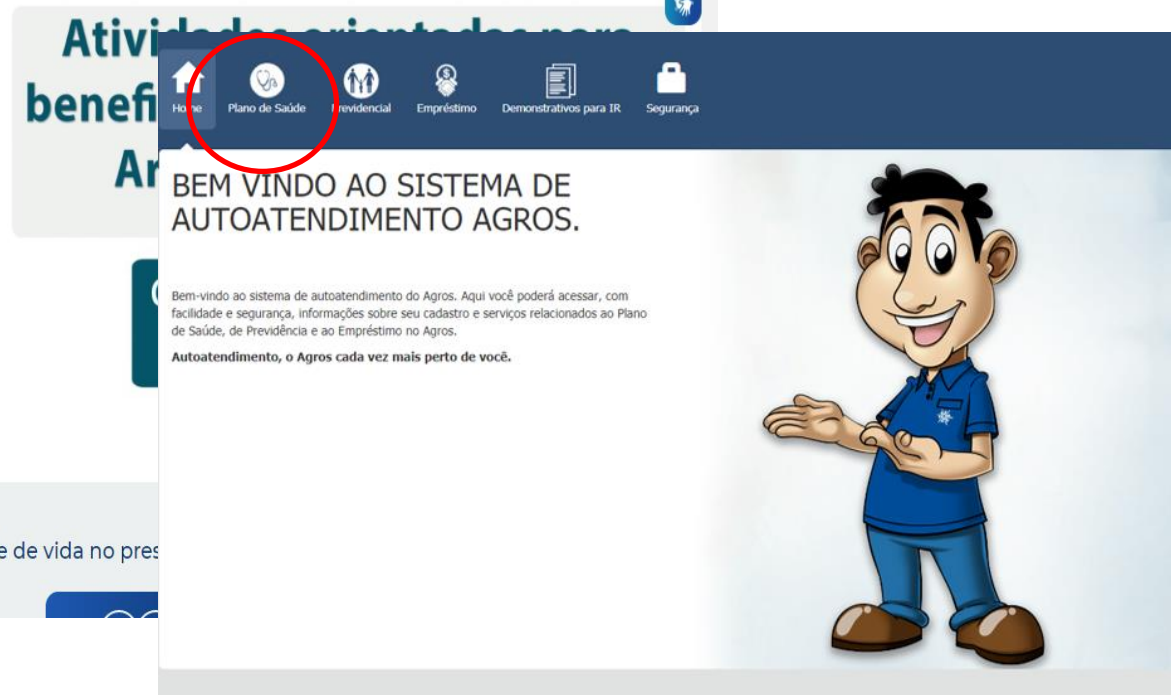 Atividades orientadas para
benefi
Ar
Home
Plano de Saúde
Previdencial
Empréstimo
Demonstrativos para IR
Segurança
BEM VINDO AO SISTEMA DE
AUTOATENDIMENTO AGROS.
Bem-vindo ao sistema de autoatendimento do Agros. Aqui você poderá acessar, com
facilidade e segurança, informações sobre seu cadastro e serviços relacionados ao Plano
de Saúde, de Previdência e ao Empréstimo no Agros.
Autoatendimento, o Agros cada vez mais perto de você.
e de vida no pres